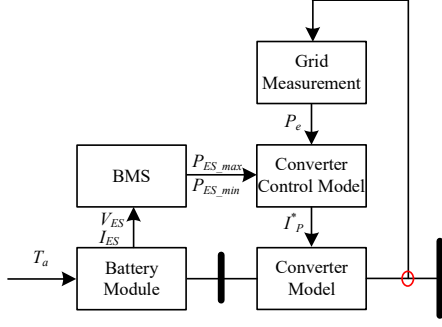 Grid
Measurement
P_e
BMS
P_ES_max
P_ES_min
Converter
Control Model
V_ES
I_ES
I*_P
T_a
Battery
Module
Converter
Model